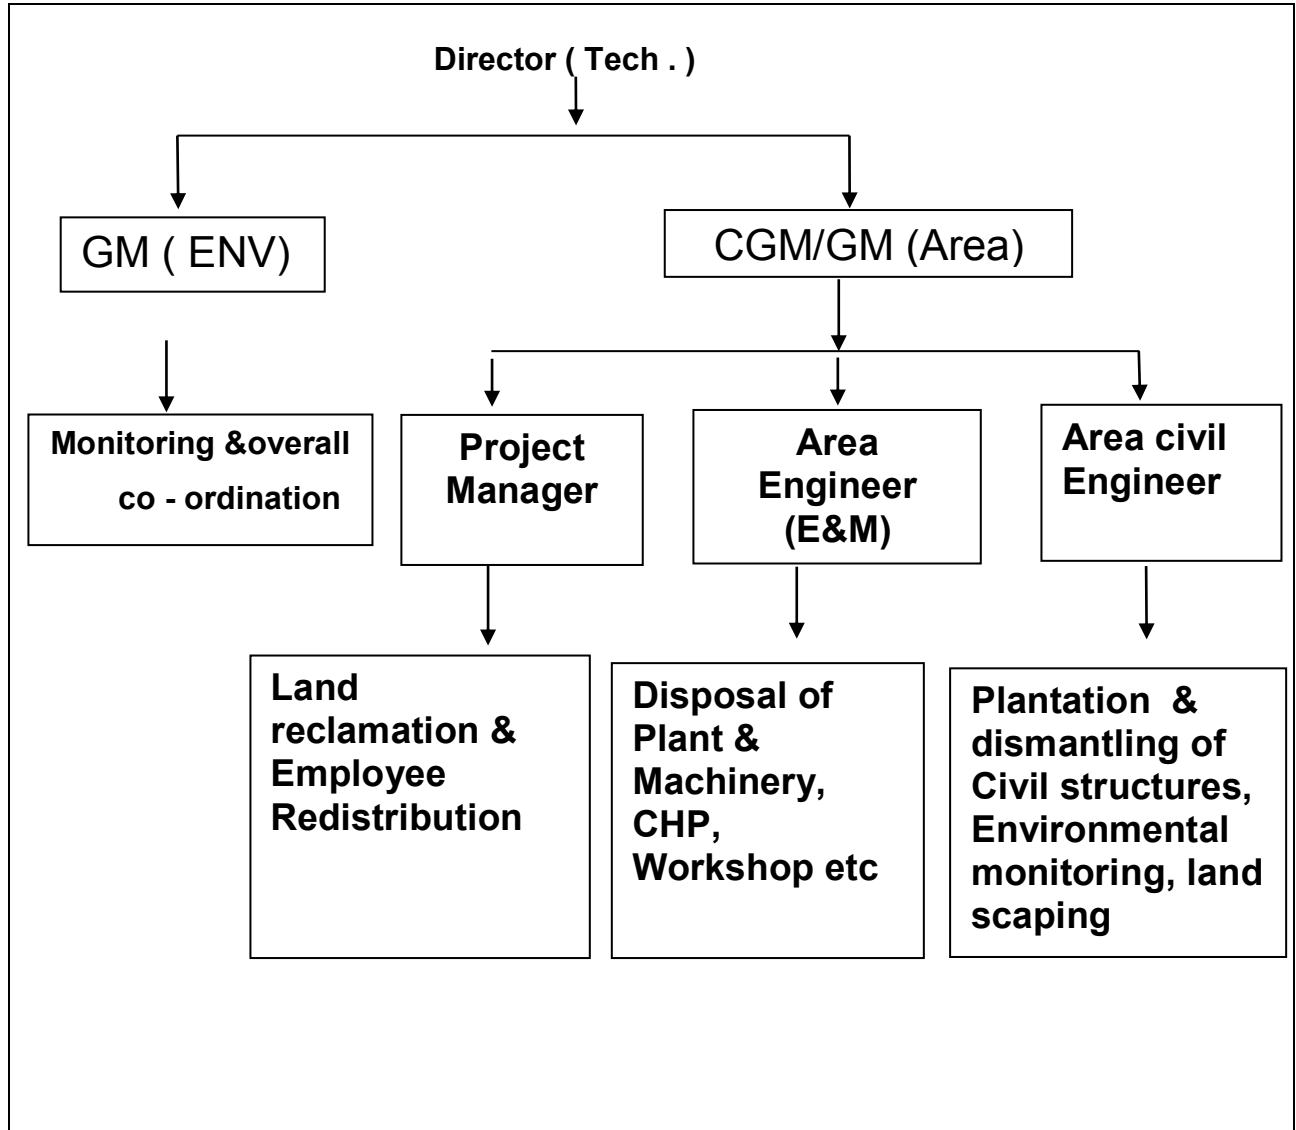 Director ( Tech . )
GM ( ENV)
CGM/GM (Area)
Monitoring &overall
co - ordination
Project
Manager
Area
Engineer
(E&M)
Area civil
Engineer
Land
reclamation &
Employee
Redistribution
Disposal of
Plant &
Machinery,
CHP,
Workshop etc
Plantation & 
dismantling of
Civil structures,
Environmental
monitoring, land
scaping